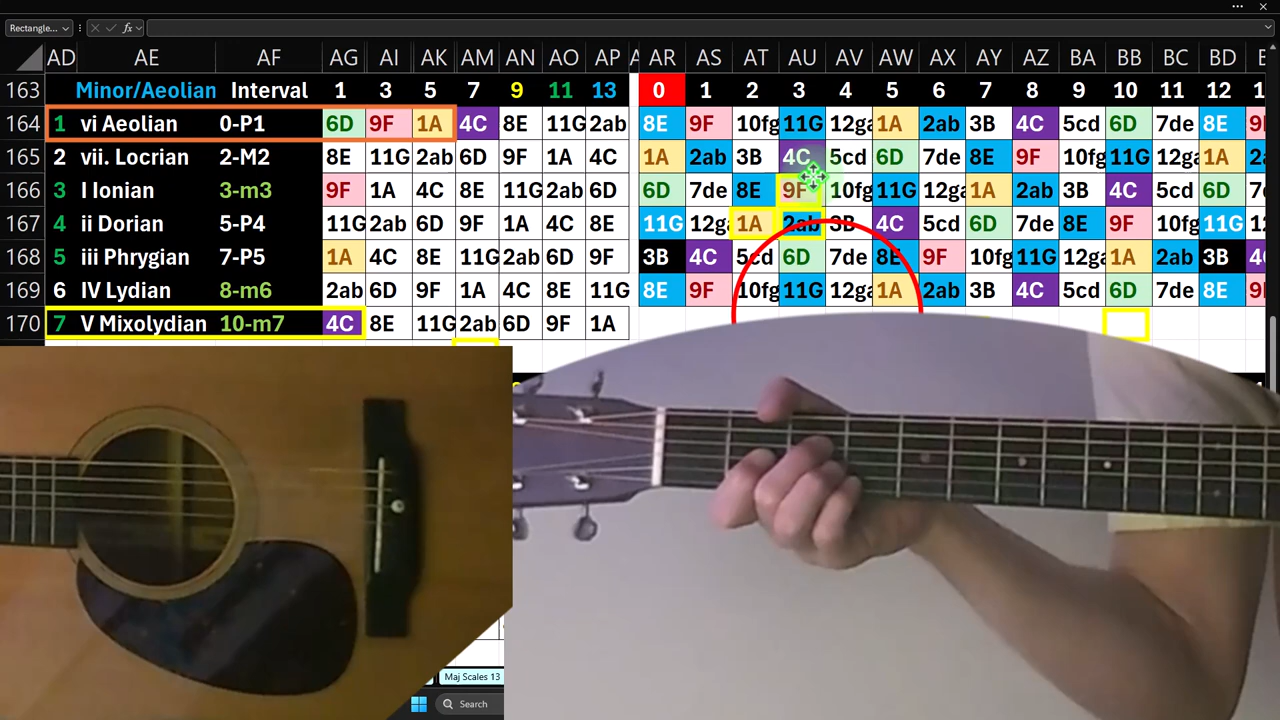 Rectangle... fx
AD AE AF AG AI AK AM AN AO AP AR AS AT AU AV AW AX AY AZ BA BB BC BD
163 Minor/Aeolian Interval 1 3 5 7 9 11 13 0 1 2 3 4 5 6 7 8 9 10 11 12
164 1 vi Aeolian 0-P1 6D 9F 1A 4C 8E 11G 2ab 8E 9F 10fg 11G 12ga 1A 2ab 3B 4C 5cd 6D 7de 8E
165 2 vii. Locrian 2-M2 8E 11G 2ab 6D 9F 1A 4C 1A 2ab 3B 4C 5cd 6D 7de 8E 9F 10fg 11G 12ga 1A
166 3 I Ionian 3-m3 9F 1A 4C 8E 11G 2ab 6D 6D 7de 8E 9F 10fg 11G 12ga 1A 2ab 3B 4C 5cd 6D
167 4 ii Dorian 5-P4 11G 2ab 6D 9F 1A 4C 8E 11G 12ga 1A 2ab 3B 4C 5cd 6D 7de 8E 9F 10fg 11G
168 5 iii Phrygian 7-P5 1A 4C 8E 11G 2ab 6D 9F 3B 4C 5cd 6D 7de 8E 9F 10fg 11G 12ga 1A 2ab 3B
169 6 IV Lydian 8-m6 2ab 6D 9F 1A 4C 8E 11G 8E 9F 10fg 11G 12ga 1A 2ab 3B 4C 5cd 6D 7de 8E
170 7 V Mixolydian 10-m7 4C 8E 11G 2ab 6D 9F 1A
Maj Scales 13
Search